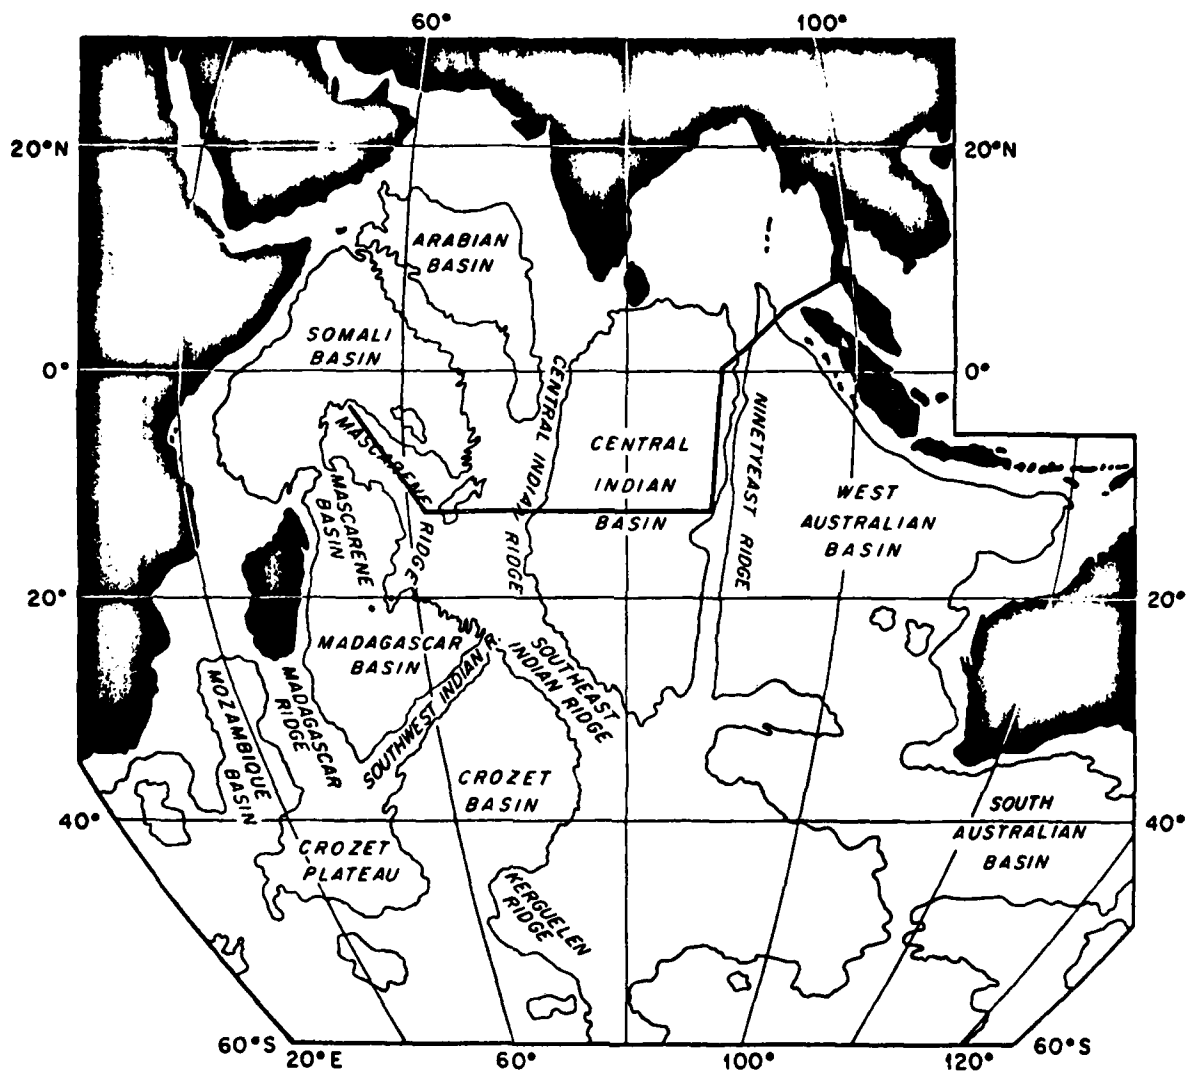 60°
100°
20°N
20°N
ARABIAN
BASIN
SOMALI
BASIN
0°
0°
CENTRAL INDIAN
RIDGE
MASCARENE
RIDGE
MASCARENE
BASIN
CENTRAL
INDIAN
BASIN
NINETYEAST RIDGE
WEST
AUSTRALIAN
BASIN
20°
20°
MADAGASCAR
BASIN
SOUTHWEST INDIAN R.
SOUTHEAST
INDIAN RIDGE
MOZAMBIQUE
BASIN
MADAGASCAR
RIDGE
CROZET
BASIN
SOUTH
AUSTRALIAN
BASIN
40°
40°
CROZET
PLATEAU
KERGUELEN
RIDGE
60°S
20°E
60°
100°
120°
60°S